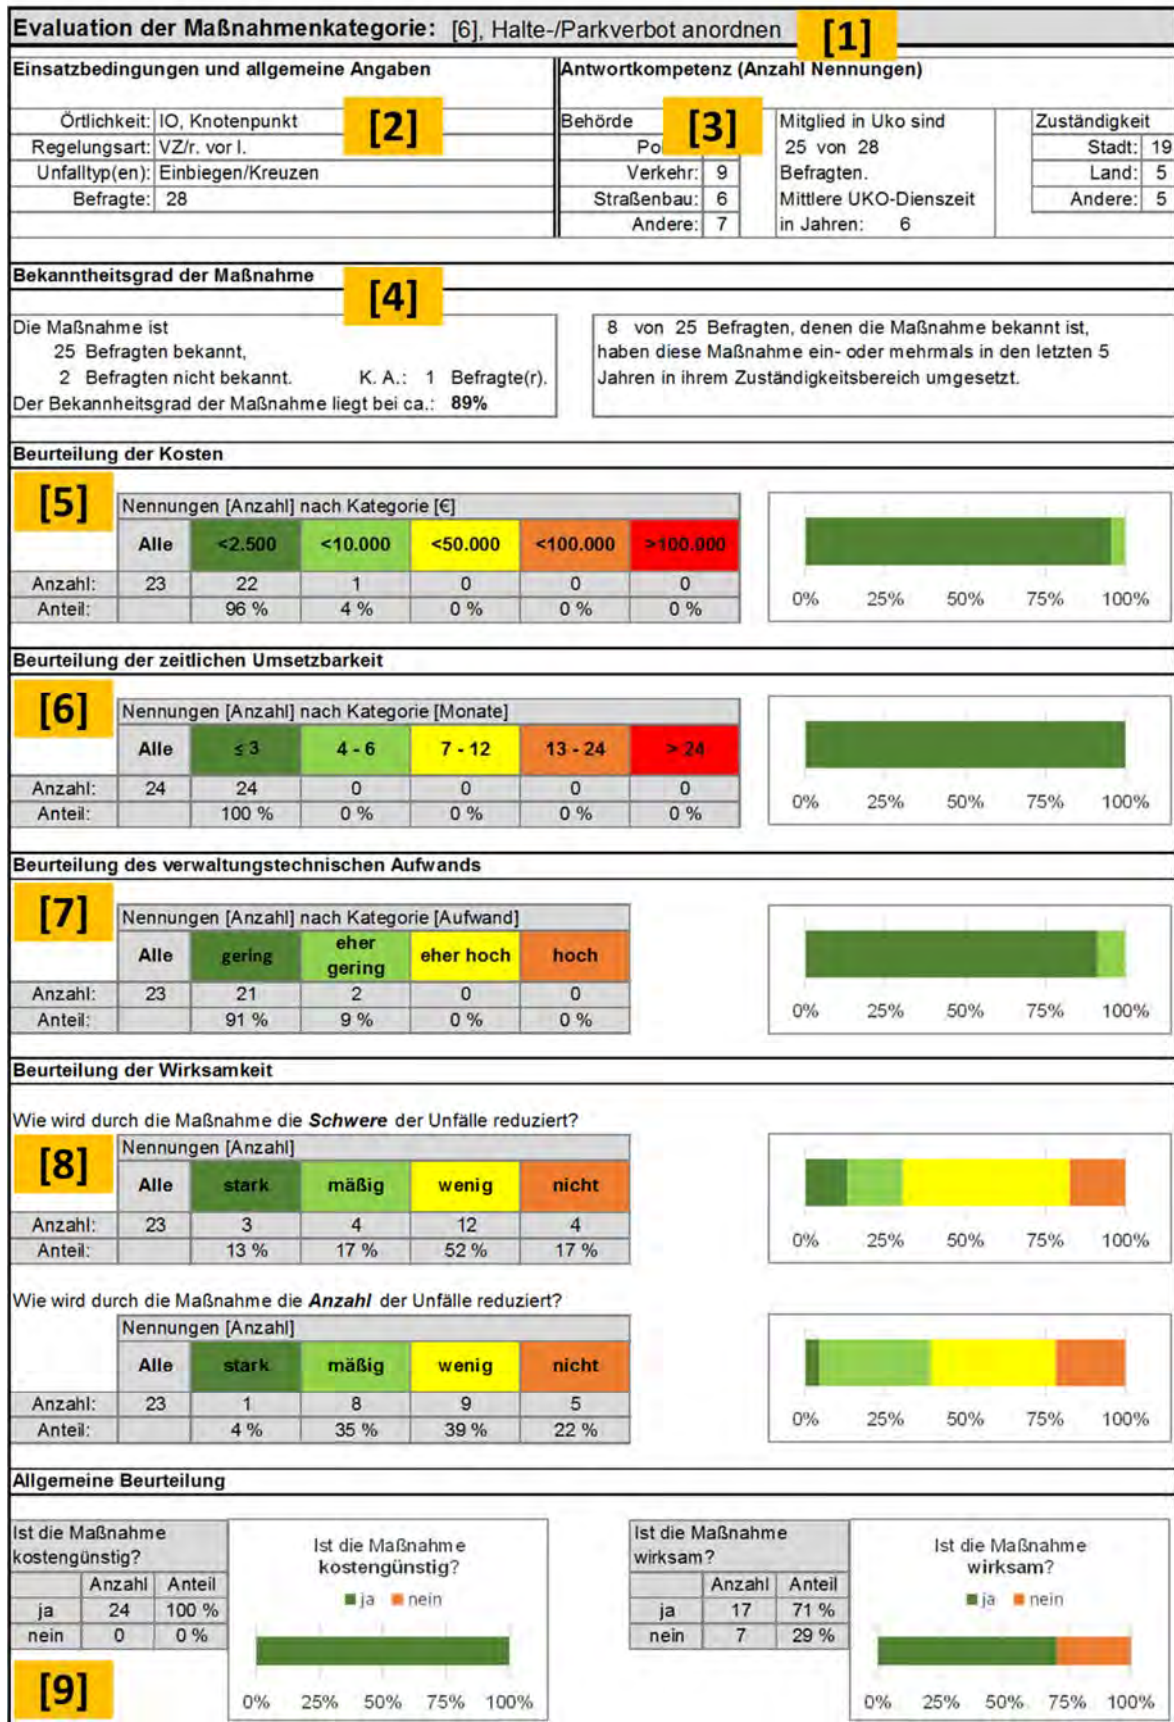 Evaluation der Maßnahmenkategorie: [6], Halte-/Parkverbot anordnen [1]
Einsatzbedingungen und allgemeine Angaben
Örtlichkeit: IO, Knotenpunkt [2]
Regelungsart: VZ/r. vor l.
Unfalltyp(en): Einbiegen/Kreuzen
Befragte: 28
Antwortkompetenz (Anzahl Nennungen)
Behörde [3]
Po
Verkehr: 9
Straßenbau: 6
Andere: 7
Mitglied in Uko sind
25 von 28
Befragten.
Mittlere UKO-Dienszeit
in Jahren: 6
Zuständigkeit
Stadt: 19
Land: 5
Andere: 5
Bekanntheitsgrad der Maßnahme [4]
Die Maßnahme ist
25 Befragten bekannt,
2 Befragten nicht bekannt. K. A.: 1 Befragte(r).
Der Bekannheitsgrad der Maßnahme liegt bei ca.: 89%
8 von 25 Befragten, denen die Maßnahme bekannt ist,
haben diese Maßnahme ein- oder mehrmals in den letzten 5
Jahren in ihrem Zuständigkeitsbereich umgesetzt.
Beurteilung der Kosten
[5]
Nennungen [Anzahl] nach Kategorie [€]
Alle <2.500 <10.000 <50.000 <100.000 >100.000
Anzahl: 23 22 1 0 0 0
Anteil: 96 % 4 % 0 % 0 % 0 %
0% 25% 50% 75% 100%
Beurteilung der zeitlichen Umsetzbarkeit
[6]
Nennungen [Anzahl] nach Kategorie [Monate]
Alle ≤ 3 4 - 6 7 - 12 13 - 24 > 24
Anzahl: 24 24 0 0 0 0
Anteil: 100 % 0 % 0 % 0 % 0 %
0% 25% 50% 75% 100%
Beurteilung des verwaltungstechnischen Aufwands
[7]
Nennungen [Anzahl] nach Kategorie [Aufwand]
Alle gering eher gering eher hoch hoch
Anzahl: 23 21 2 0 0
Anteil: 91 % 9 % 0 % 0 %
0% 25% 50% 75% 100%
Beurteilung der Wirksamkeit
Wie wird durch die Maßnahme die Schwere der Unfälle reduziert?
[8]
Nennungen [Anzahl]
Alle stark mäßig wenig nicht
Anzahl: 23 3 4 12 4
Anteil: 13 % 17 % 52 % 17 %
0% 25% 50% 75% 100%
Wie wird durch die Maßnahme die Anzahl der Unfälle reduziert?
Nennungen [Anzahl]
Alle stark mäßig wenig nicht
Anzahl: 23 1 8 9 5
Anteil: 4 % 35 % 39 % 22 %
0% 25% 50% 75% 100%
Allgemeine Beurteilung
Ist die Maßnahme
kostengünstig?
Anzahl Anteil
ja 24 100 %
nein 0 0 %
[9]
Ist die Maßnahme
kostengünstig?
ja nein
0% 25% 50% 75% 100%
Ist die Maßnahme
wirksam?
Anzahl Anteil
ja 17 71 %
nein 7 29 %
Ist die Maßnahme
wirksam?
ja nein
0% 25% 50% 75% 100%